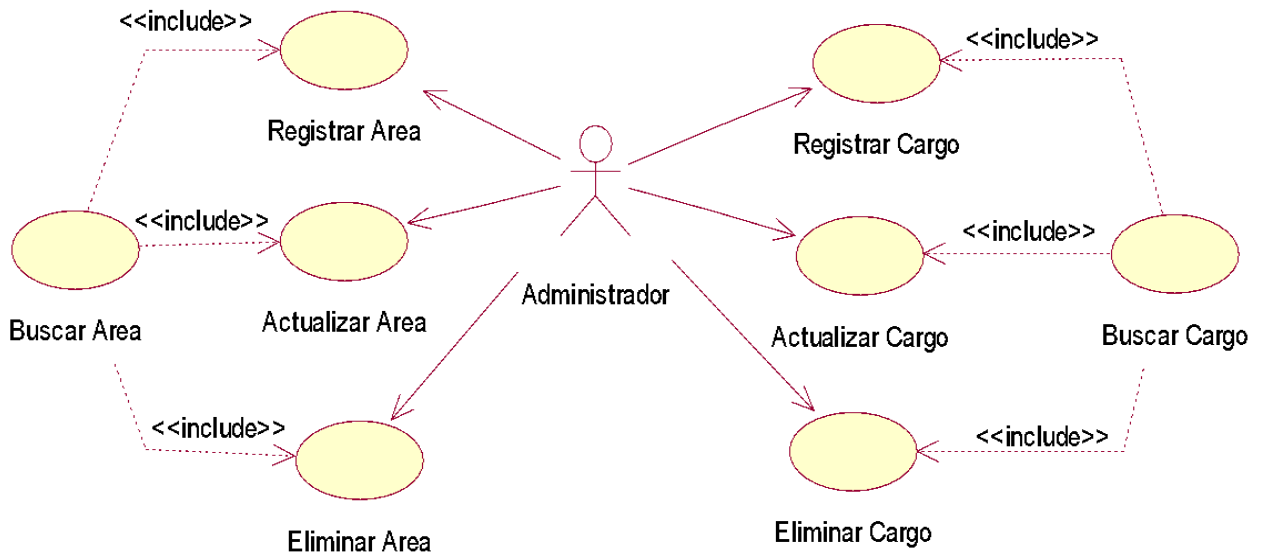 <<include>>
<<include>>
Registrar Area
Registrar Cargo
<<include>>
<<include>>
Administrador
Buscar Area
Actualizar Area
Actualizar Cargo
Buscar Cargo
<<include>>
<<include>>
Eliminar Area
Eliminar Cargo